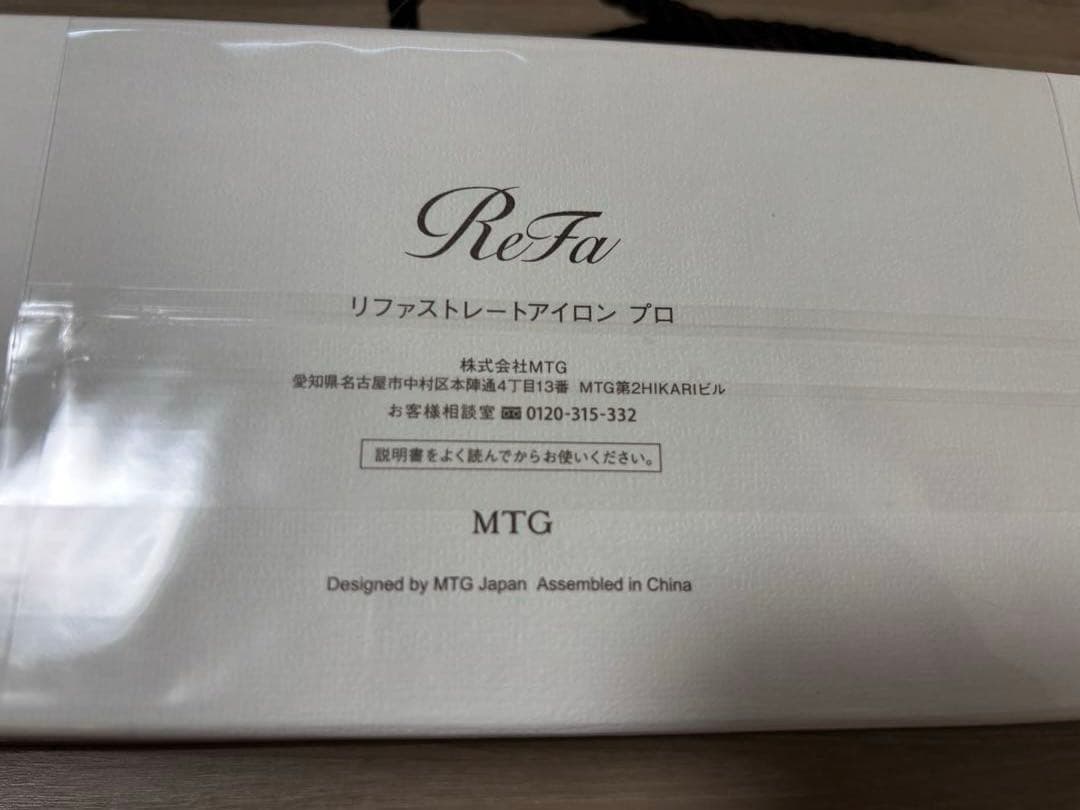 ReFa
リファストレートアイロン プロ
株式会社MTG
愛知県名古屋市中村区本陣通4丁目13番 MTG第2HIKARIビル
お客様相談室 0120-315-332
説明書をよく読んでからお使いください。
MTG
Designed by MTG Japan Assembled in China